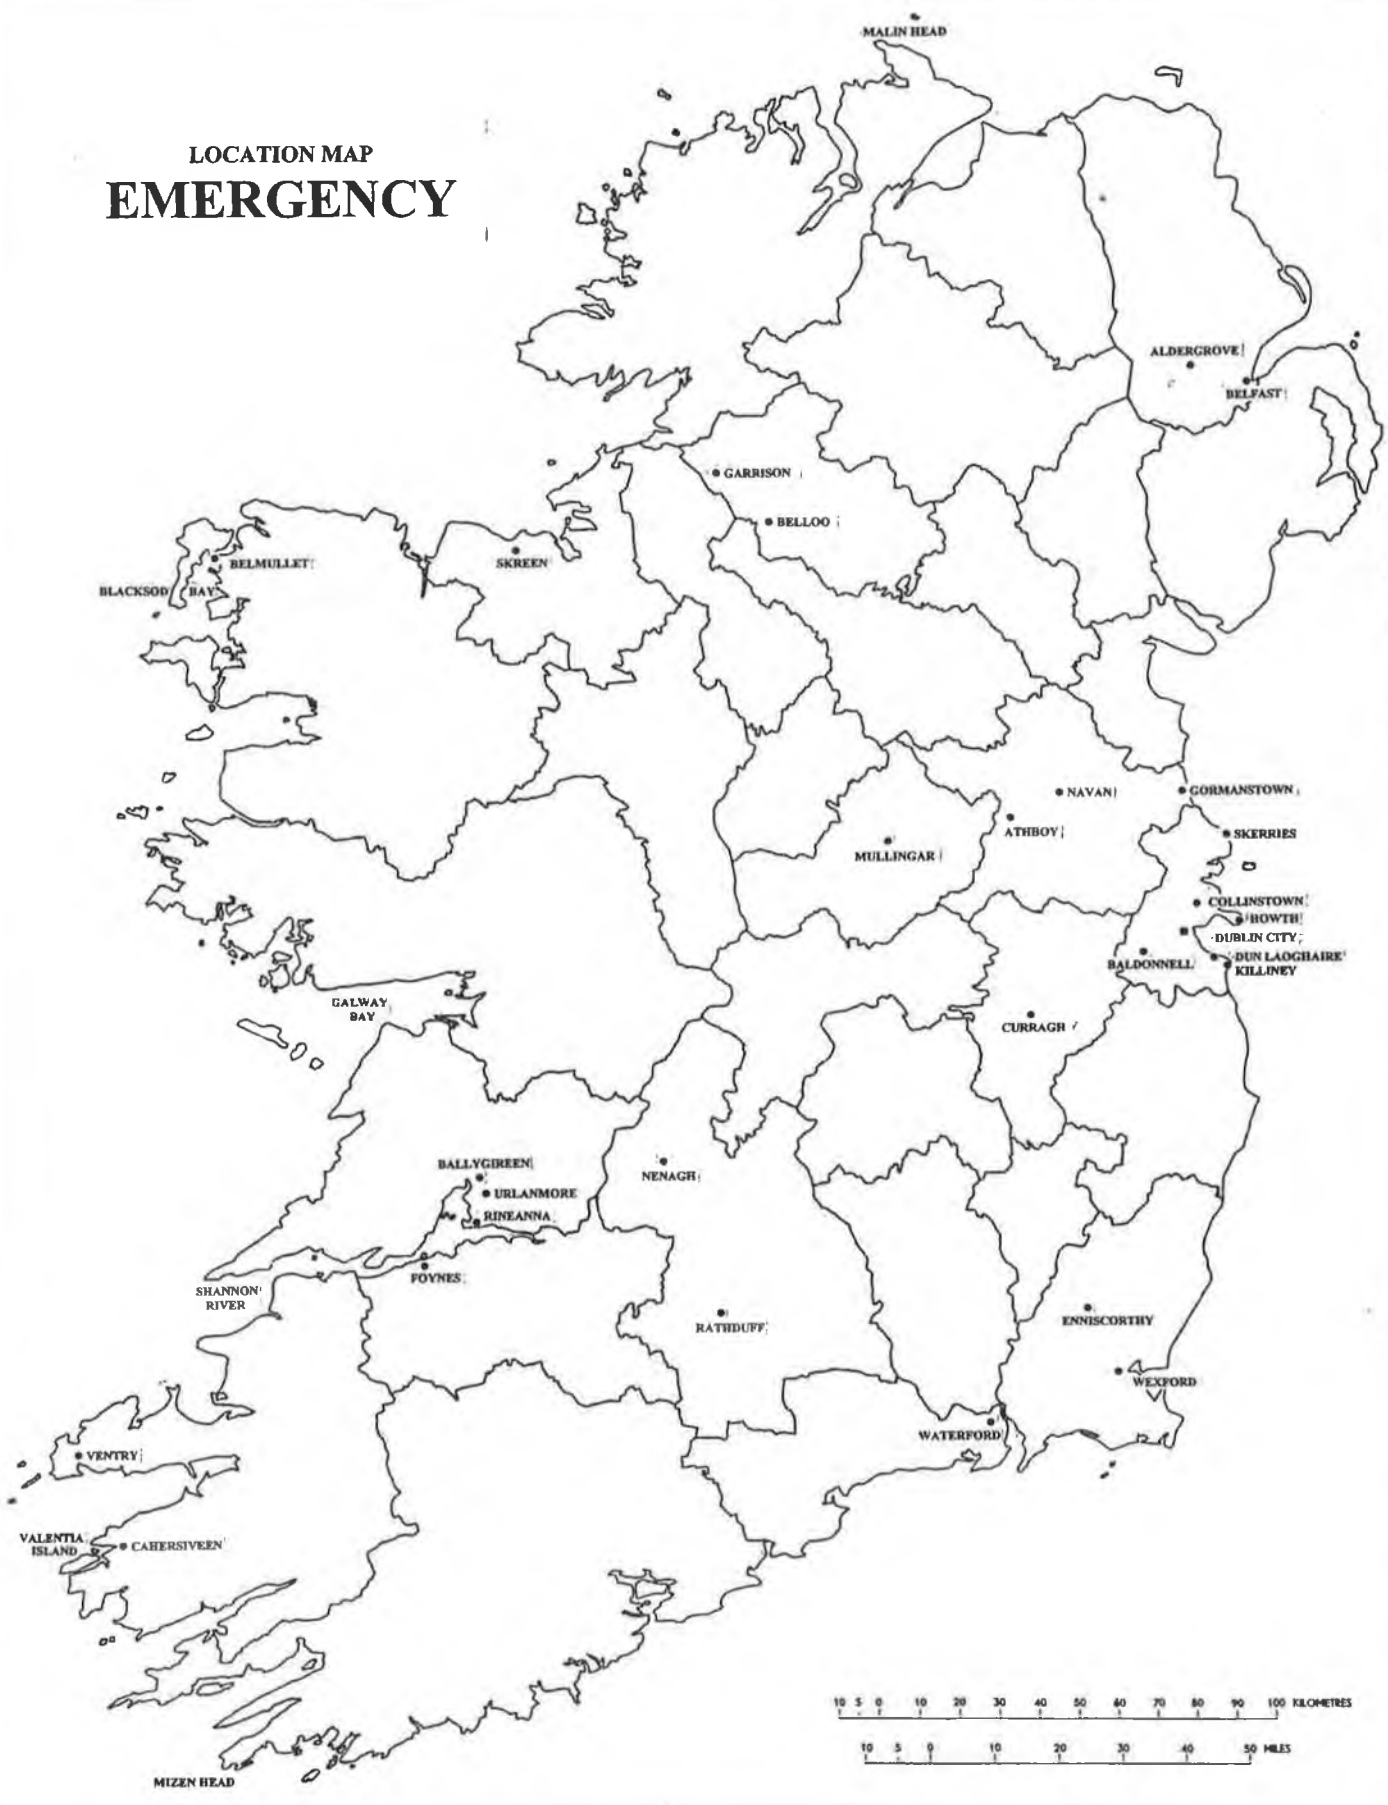 MALIN HEAD
LOCATION MAP
EMERGENCY
ALDERGROVE
BELFAST
GARRISON
BELLOO
BELMULLET
SKREEN
BLACKSOD BAY
NAVAN
GORMANSTOWN
ATHBOY
SKERRIES
MULLINGAR
COLLINSTOWN
HOWTH
DUBLIN CITY
DUN LAOGHAIRE
BALDONNELL
KILLINEY
GALWAY
BAY
CURRAGH
BALLYGIREEN
NENAGH
URLANMORE
RINEANNA
FOYNES
SHANNON
RIVER
RATHDUFF
ENNISCORTHY
WEXFORD
WATERFORD
VENTRY
VALENTIA
ISLAND
CAHERSIVEEN
10 5 0 10 20 30 40 50 60 70 80 90 100 KILOMETRES
10 5 0 10 20 30 40 50 MILES
MIZEN HEAD